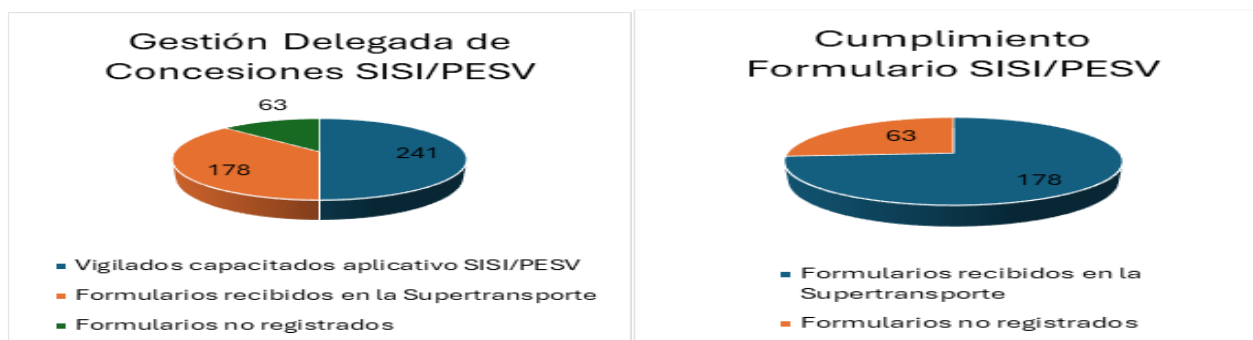 Gestión Delegada de
Concesiones SISI/PESV
63
241
178
Vigilados capacitados aplicativo SISI/PESV
Formularios recibidos en la Supertransporte
Formularios no registrados
Cumplimiento
Formulario SISI/PESV
63
178
Formularios recibidos en la
Supertransporte
Formularios no registrados